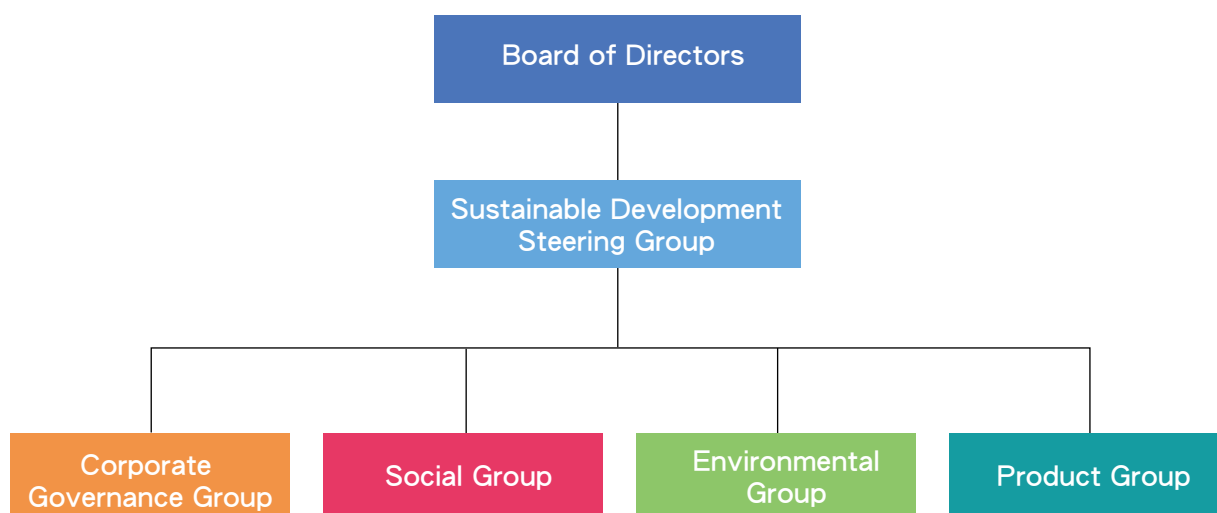 Board of Directors
Sustainable Development
Steering Group
Corporate
Governance Group
Social Group
Environmental
Group
Product Group